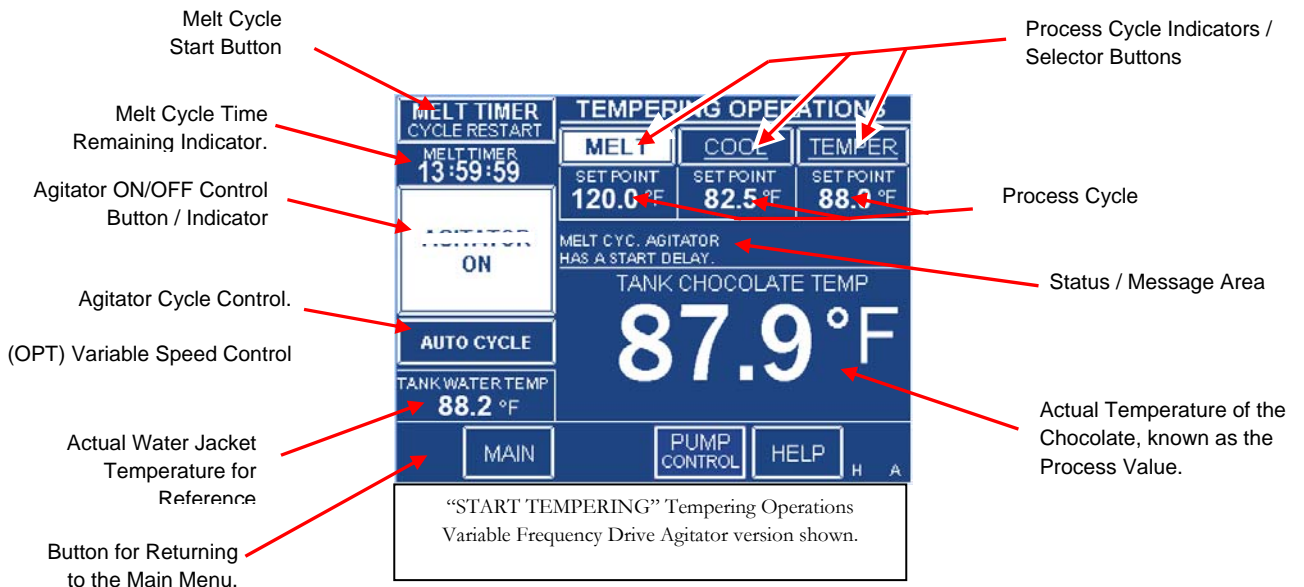 Melt Cycle
Start Button
Melt Cycle Time
Remaining Indicator.
Agitator ON/OFF Control
Button / Indicator
Agitator Cycle Control.
(OPT) Variable Speed Control
Actual Water Jacket
Temperature for
Reference
Button for Returning
to the Main Menu.
MELT TIMER
CYCLE RESTART
MELT TIMER
13:59:59
AGITATOR
ON
AUTO CYCLE
TANK WATER TEMP
88.2 °F
MAIN
TEMPERING OPERATIONS
MELT COOL TEMPER
SET POINT SET POINT SET POINT
120.0 °F 82.5 °F 88.0 °F
MELT CYC. AGITATOR
HAS A START DELAY.
TANK CHOCOLATE TEMP
87.9 °F
PUMP
CONTROL
HELP
H A
Process Cycle Indicators /
Selector Buttons
Process Cycle
Status / Message Area
Actual Temperature of the
Chocolate, known as the
Process Value.
“START TEMPERING” Tempering Operations
Variable Frequency Drive Agitator version shown.